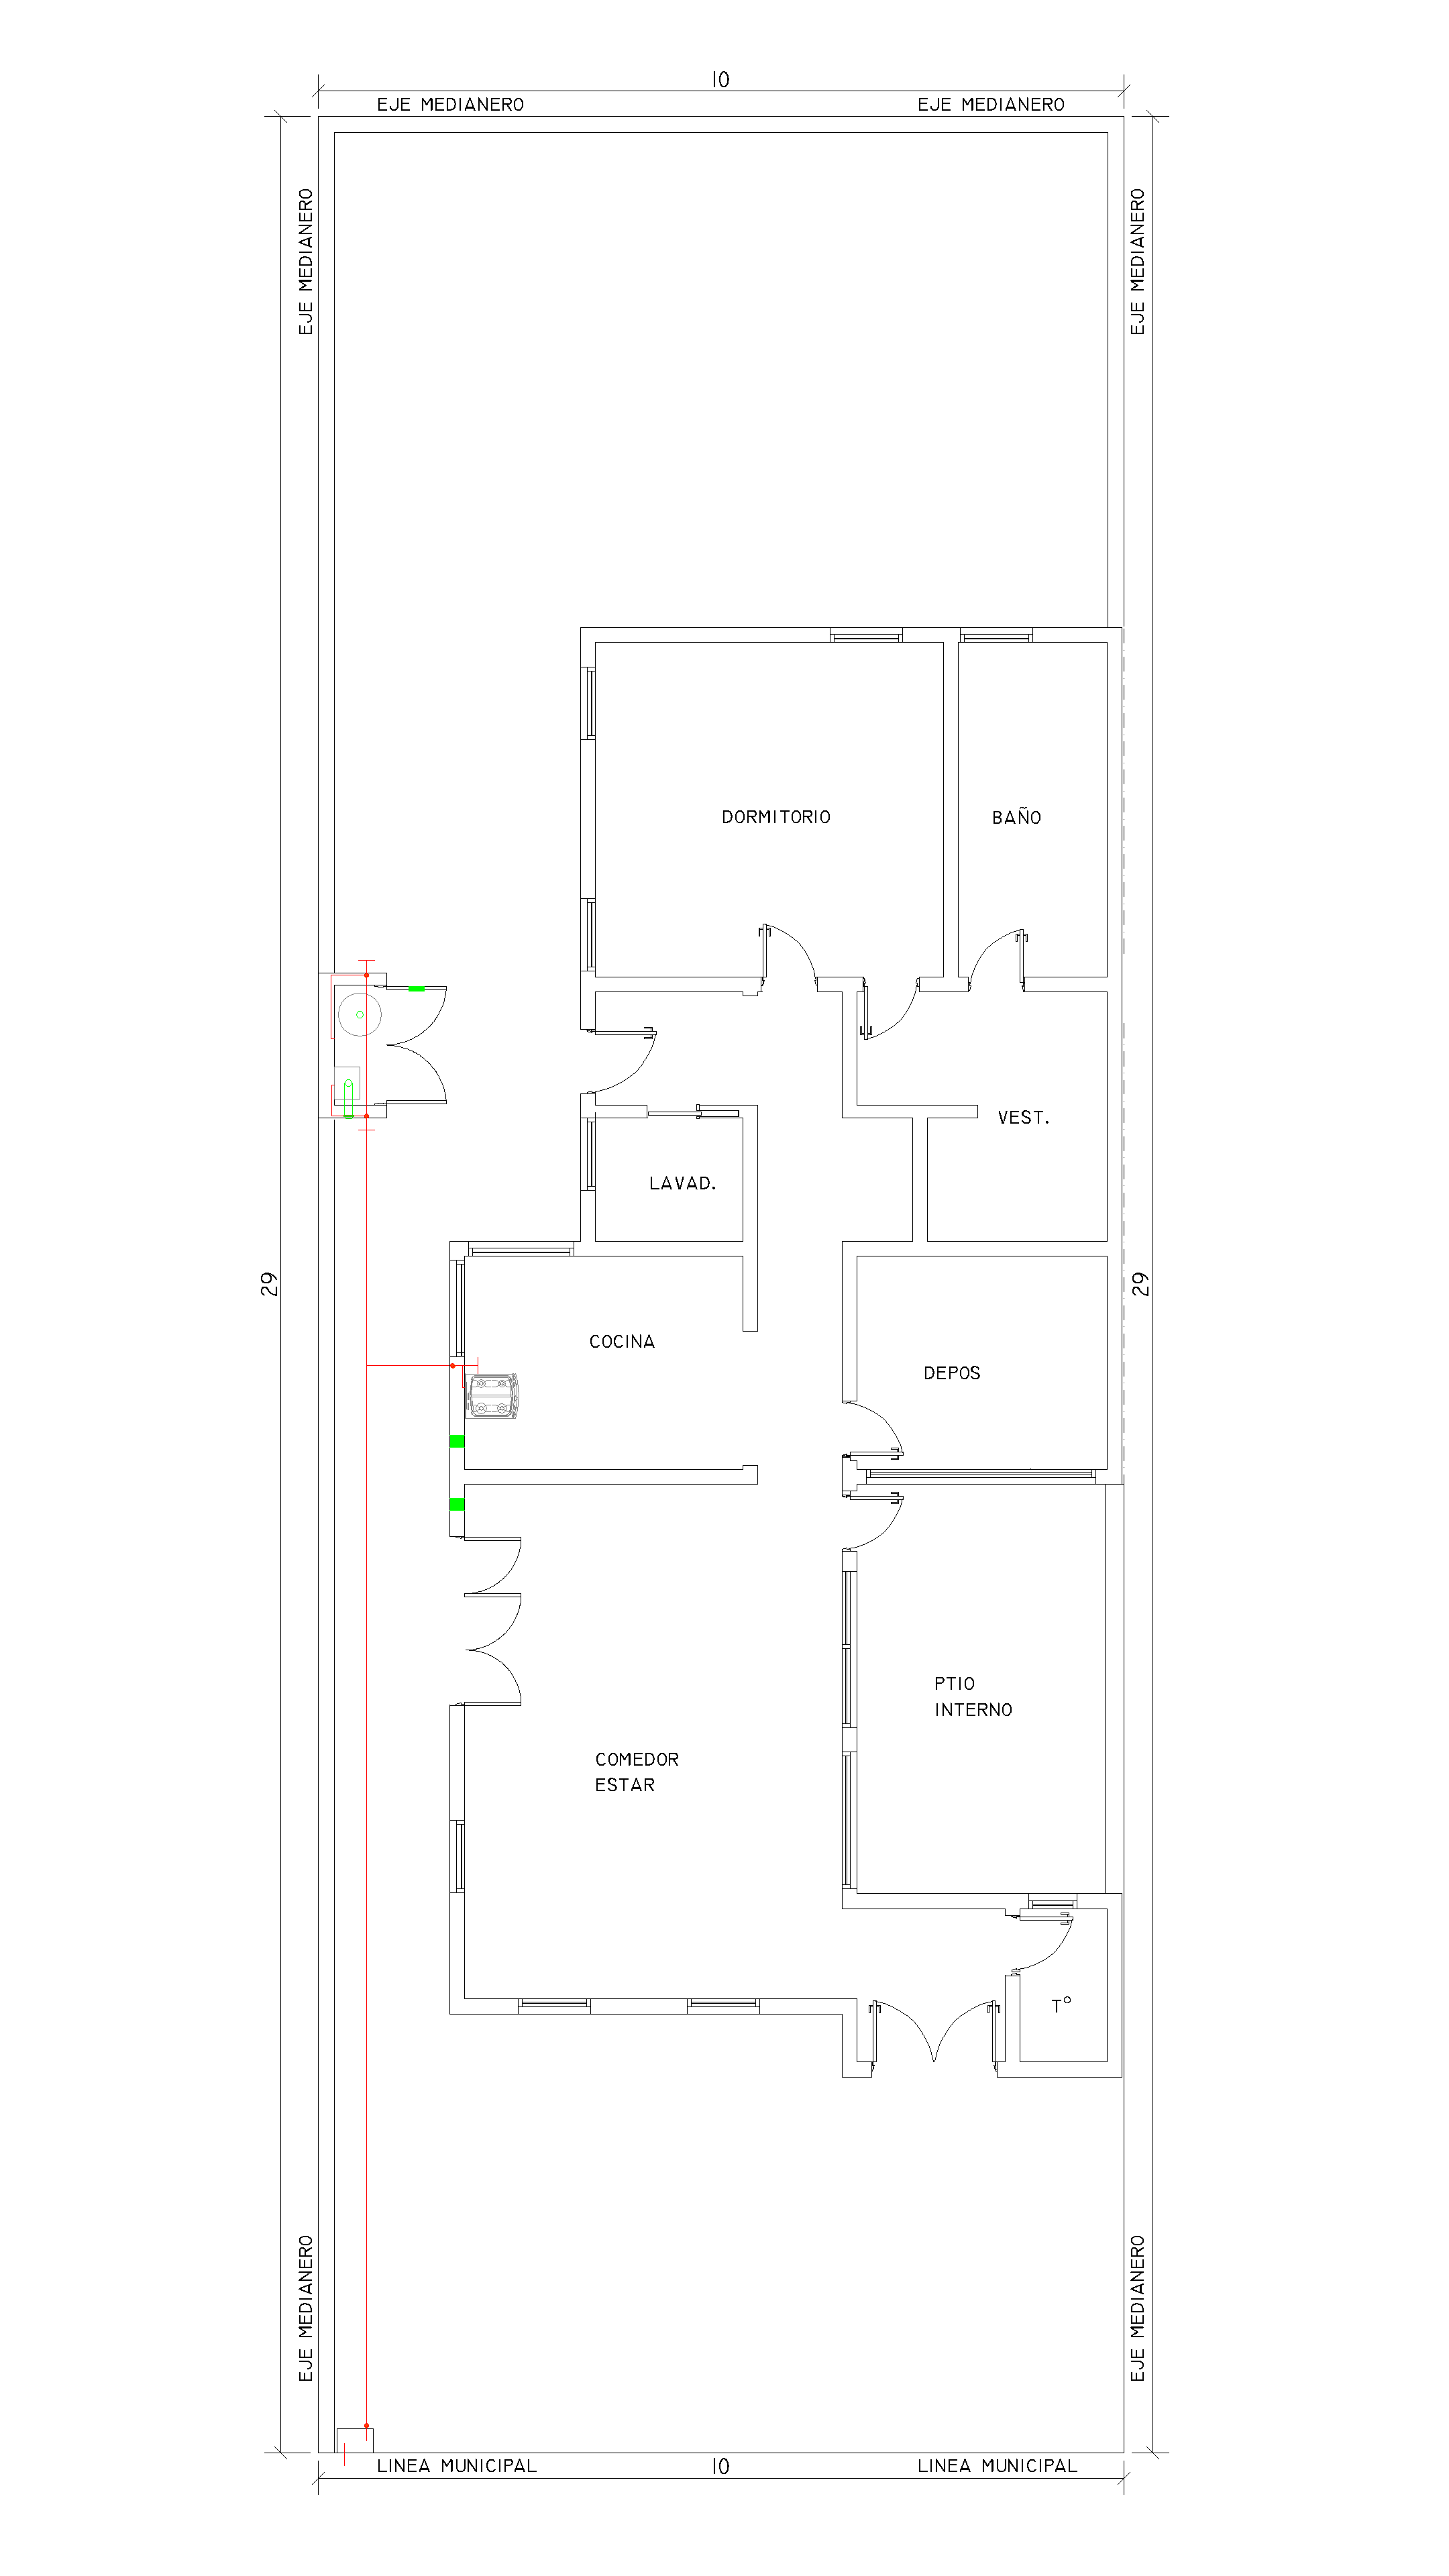 10
EJE MEDIANERO
EJE MEDIANERO
EJE MEDIANERO
EJE MEDIANERO
DORMITORIO
BAÑO
VEST.
LAVAD.
29
29
COCINA
DEPOS
PTIO
INTERNO
COMEDOR
ESTAR
T°
EJE MEDIANERO
EJE MEDIANERO
LINEA MUNICIPAL
10
LINEA MUNICIPAL